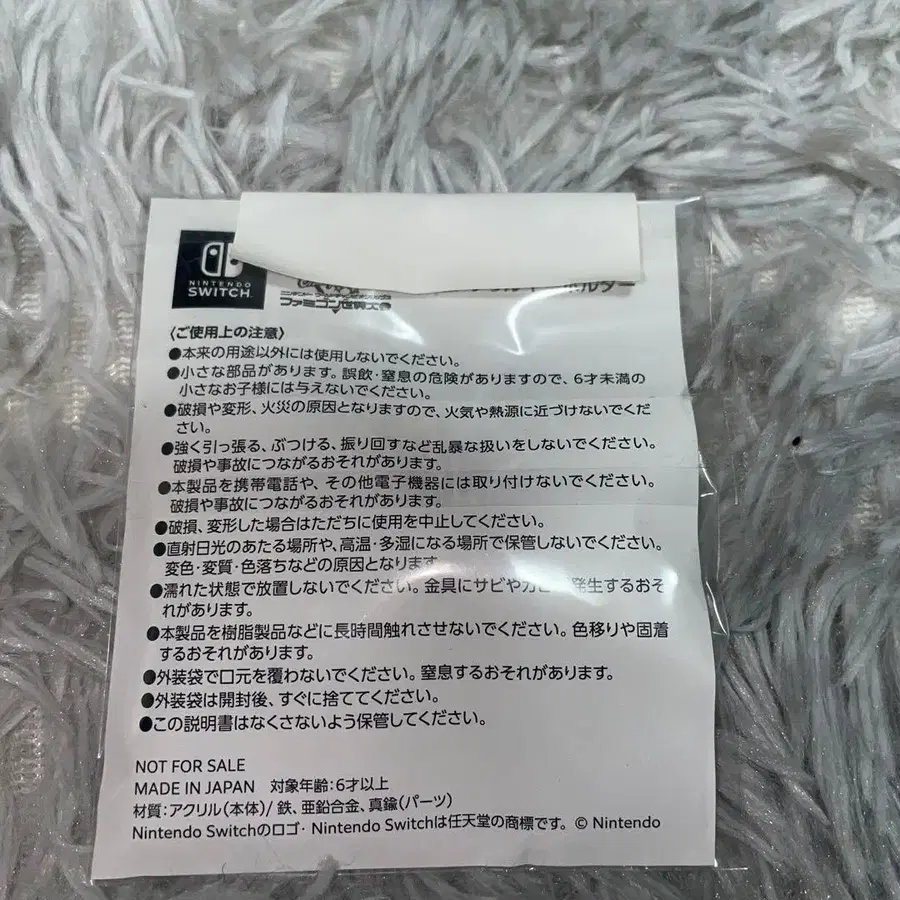 NINTENDO
SWITCH
ファミコン世界大会
ルダー
〈ご使用上の注意〉
●本来の用途以外には使用しないでください。
●小さな部品があります。誤飲・窒息の危険がありますので、6才未満の
小さなお子様には与えないでください。
●破損や変形、火災の原因となりますので、火気や熱源に近づけないでくだ
さい。
●強く引っ張る、ぶつける、振り回すなど乱暴な扱いをしないでください。
破損や事故につながるおそれがあります。
●本製品を携帯電話や、その他電子機器には取り付けないでください。
破損や事故につながるおそれがあります。
●破損、変形した場合はただちに使用を中止してください。
●直射日光のあたる場所や、高温・多湿になる場所で保管しないでください。
変色・変質・色落ちなどの原因となります。
●濡れた状態で放置しないでください。金具にサビやカビが発生するおそ
れがあります。
●本製品を樹脂製品などに長時間触れさせないでください。色移りや固着
するおそれがあります。
●外装袋で口元を覆わないでください。窒息するおそれがあります。
●外装袋は開封後、すぐに捨ててください。
●この説明書はなくさないよう保管してください。
NOT FOR SALE
MADE IN JAPAN 対象年齢:6才以上
材質:アクリル(本体)/ 鉄、亜鉛合金、真鍮(パーツ)
Nintendo Switchのロゴ・Nintendo Switchは任天堂の商標です。 © Nintendo